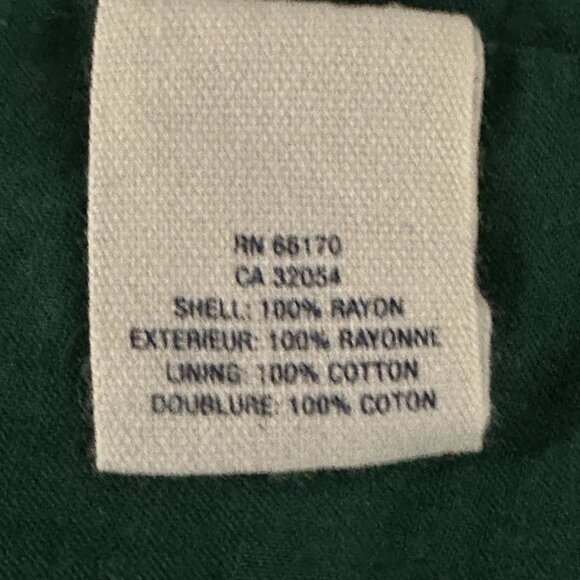 RN 66170
CA 32054
SHELL: 100% RAYON
EXTERIEUR: 100% RAYONNE
LINING: 100% COTTON
DOUBLURE: 100% COTON